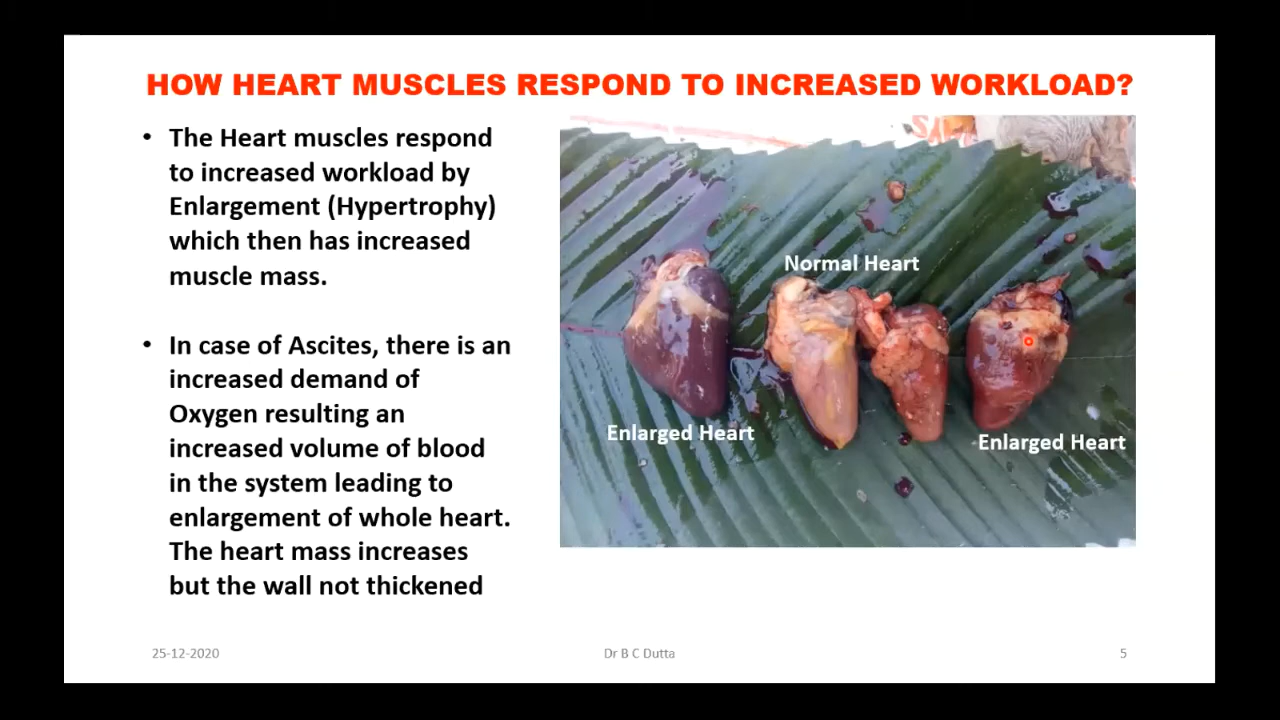 HOW HEART MUSCLES RESPOND TO INCREASED WORKLOAD?
• The Heart muscles respond
to increased workload by
Enlargement (Hypertrophy)
which then has increased
muscle mass.
• In case of Ascites, there is an
increased demand of
Oxygen resulting an
increased volume of blood
in the system leading to
enlargement of whole heart.
The heart mass increases
but the wall not thickened
Normal Heart
Enlarged Heart
Enlarged Heart
25-12-2020
Dr B C Dutta
5